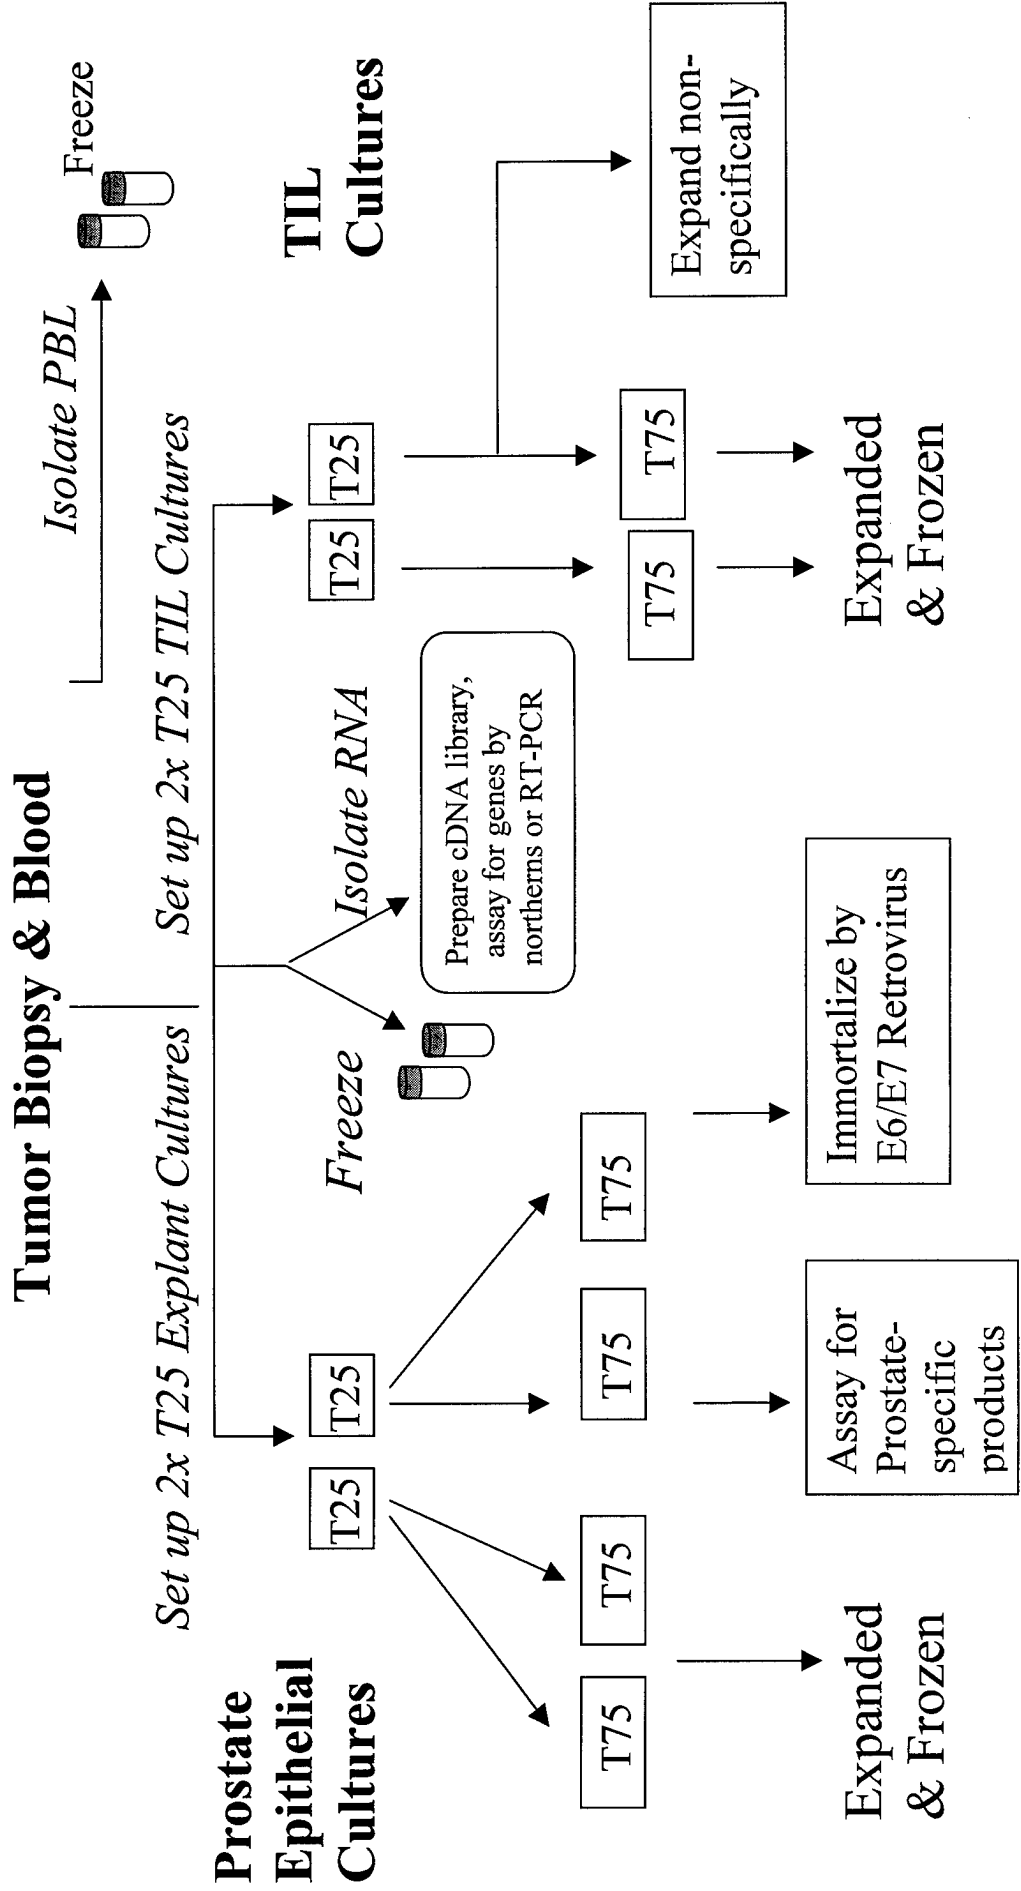 Tumor Biopsy & Blood
Isolate PBL
Freeze
Set up 2x T25 Explant Cultures
Set up 2x T25 TIL Cultures
Prostate
Epithelial
Cultures
T25
T25
Freeze
Isolate RNA
Prepare cDNA library,
assay for genes by
northerns or RT-PCR
T25
T25
TIL
Cultures
T75
T75
T75
T75
T75
T75
Expand non-
specifically
Expanded
& Frozen
Assay for
Prostate-
specific
products
Immortalize by
E6/E7 Retrovirus
Expanded
& Frozen